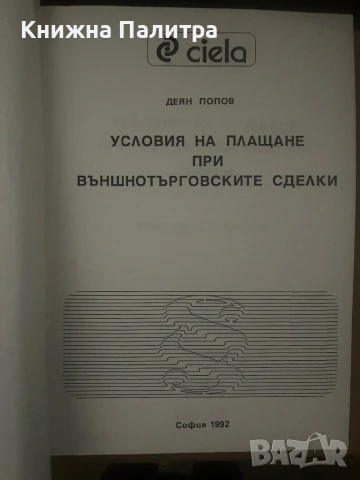 Книжна Палитра
ciela
ДЕЯН ПОПОВ
УСЛОВИЯ НА ПЛАЩАНЕ
ПРИ
ВЪНШНОТЪРГОВСКИТЕ СДЕЛКИ
София 1992
BAZAR